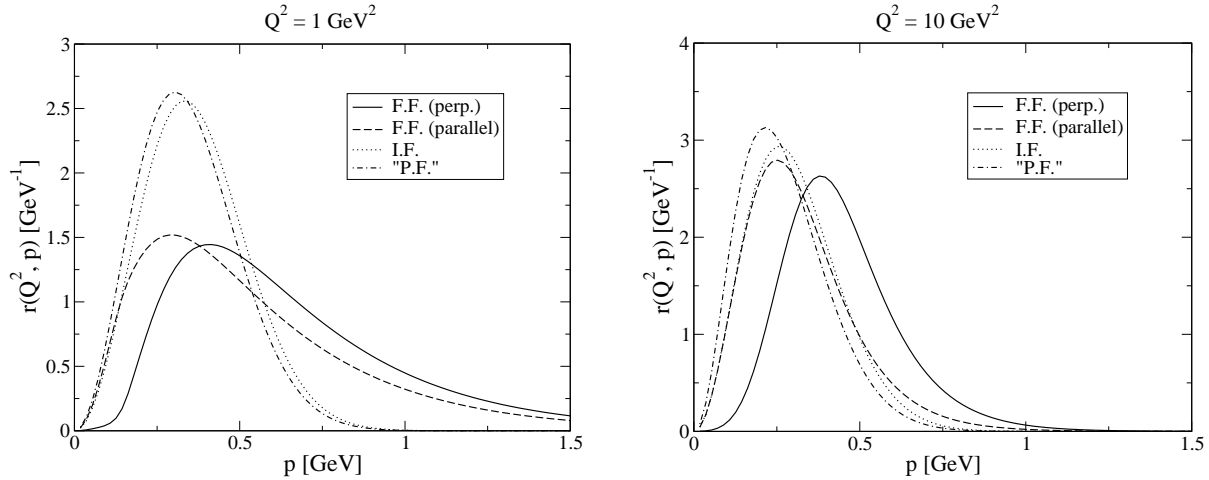 Q² = 1 GeV²
3
2.5
2
1.5
1
0.5
0
0
0.5
1
1.5
r(Q², p) [GeV⁻¹]
p [GeV]
F.F. (perp.)
F.F. (parallel)
I.F.
"P.F."
Q² = 10 GeV²
4
3
2
1
0
0
0.5
1
1.5
r(Q², p) [GeV⁻¹]
p [GeV]
F.F. (perp.)
F.F. (parallel)
I.F.
"P.F."